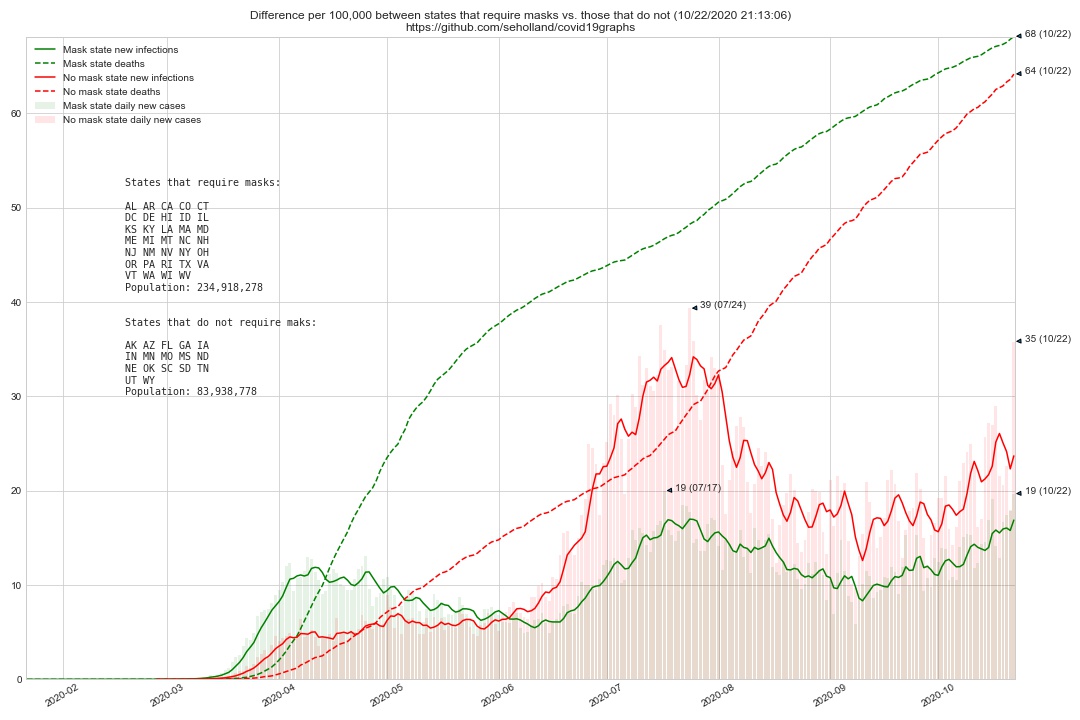 Difference per 100,000 between states that require masks vs. those that do not (10/22/2020 21:13:06)
https://github.com/seholland/covid19graphs
Mask state new infections
Mask state deaths
No mask state new infections
No mask state deaths
Mask state daily new cases
No mask state daily new cases
States that require masks:
AL AR CA CO CT
DC DE HI ID IL
KS KY LA MA MD
ME MI MT NC NH
NJ NM NV NY OH
OR PA RI TX VA
VT WA WI WV
Population: 234,918,278
States that do not require maks:
AK AZ FL GA IA
IN MN MO MS ND
NE OK SC SD TN
UT WY
Population: 83,938,778
68 (10/22)
64 (10/22)
39 (07/24)
35 (10/22)
19 (07/17)
19 (10/22)
60
50
40
30
20
10
0
2020-02
2020-03
2020-04
2020-05
2020-06
2020-07
2020-08
2020-09
2020-10